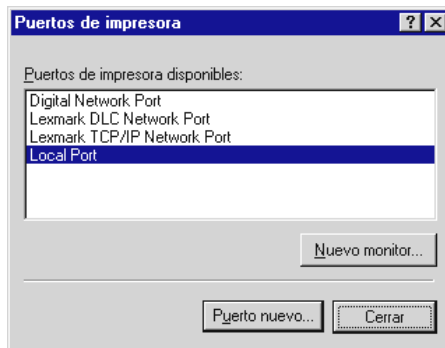 Puertos de impresora
Puertos de impresora disponibles:
Digital Network Port
Lexmark DLC Network Port
Lexmark TCP/IP Network Port
Local Port
Nuevo monitor...
Puerto nuevo...
Cerrar